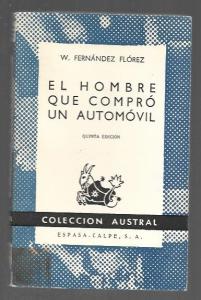 W. FERNÁNDEZ FLÓREZ
EL HOMBRE
QUE COMPRÓ
UN AUTOMÓVIL
QUINTA EDICIÓN
COLECCION AUSTRAL
ESPASA-CALPE, S. A.